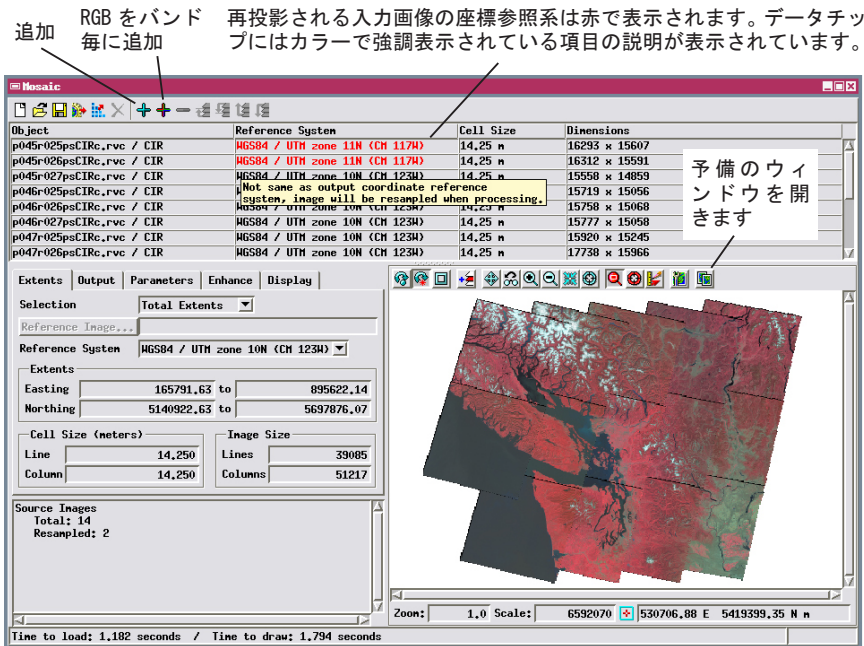 追加
RGB をバンド
毎に追加
再投影される入力画像の座標参照系は赤で表示されます。データチッ
プにはカラーで強調表示されている項目の説明が表示されています。
Mosaic
Object Reference System Cell Size Dimensions
p045r025psCIRc.rvc / CIR WGS84 / UTM zone 11N (CM 117W) 14.25 m 16293 x 15607
p045r026psCIRc.rvc / CIR WGS84 / UTM zone 11N (CM 117W) 14.25 m 16312 x 15591
p045r027psCIRc.rvc / CIR WGS84 / UTM zone 10N (CM 123W) 14.25 m 15558 x 14859
p046r025psCIRc.rvc / CIR 15719 x 15056
p046r026psCIRc.rvc / CIR WGS84 / UTM zone 10N (CM 123W) 14.25 m 15758 x 15068
p046r027psCIRc.rvc / CIR WGS84 / UTM zone 10N (CM 123W) 14.25 m 15777 x 15058
p047r025psCIRc.rvc / CIR WGS84 / UTM zone 10N (CM 123W) 14.25 m 15920 x 15245
p047r026psCIRc.rvc / CIR WGS84 / UTM zone 10N (CM 123W) 14.25 m 17738 x 15966
Not same as output coordinate reference
system, image will be resampled when processing.
予備のウィ
ンドウを開
きます
Extents Output Parameters Enhance Display
Selection Total Extents
Reference Image...
Reference System WGS84 / UTM zone 10N (CM 123W)
Extents
Easting 165791.63 to 895622.14
Northing 5140922.63 to 5697876.07
Cell Size (meters) Image Size
Line 14.250 Lines 39085
Column 14.250 Columns 51217
Source Images
Total: 14
Resampled: 2
Zoom: 1.0 Scale: 6592070 530706.88 E 5419399.35 N m
Time to load: 1.182 seconds / Time to draw: 1.794 seconds